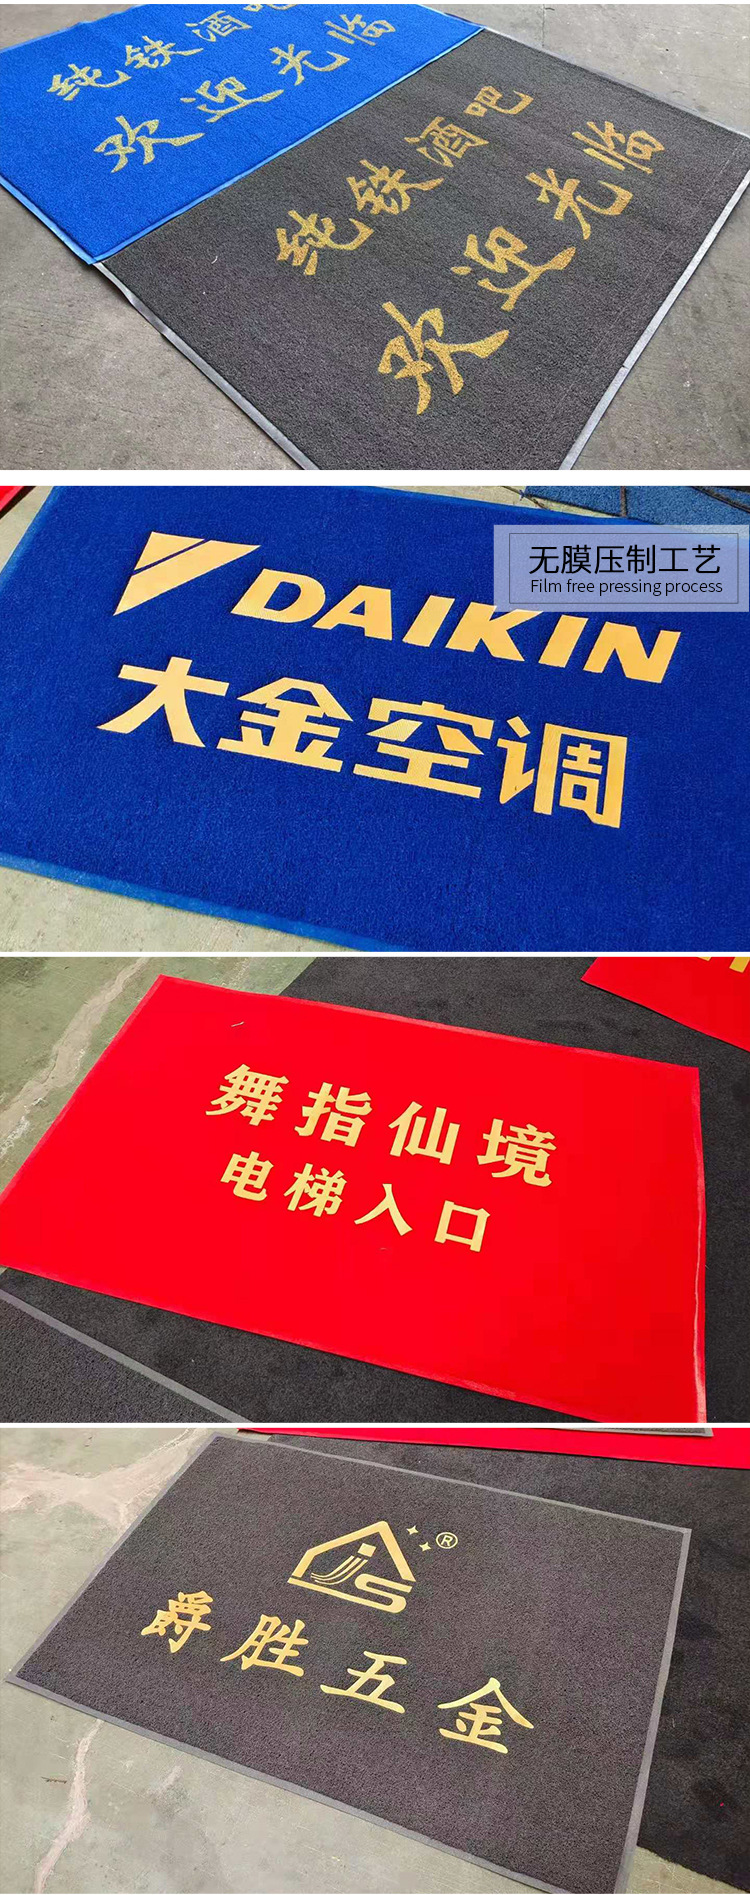 纯铁酒吧
欢迎光临
纯铁酒吧
欢迎光临
无膜压制工艺
Film free pressing process
DAIKIN
大金空调
舞指仙境
电梯入口
JS®
爵胜五金